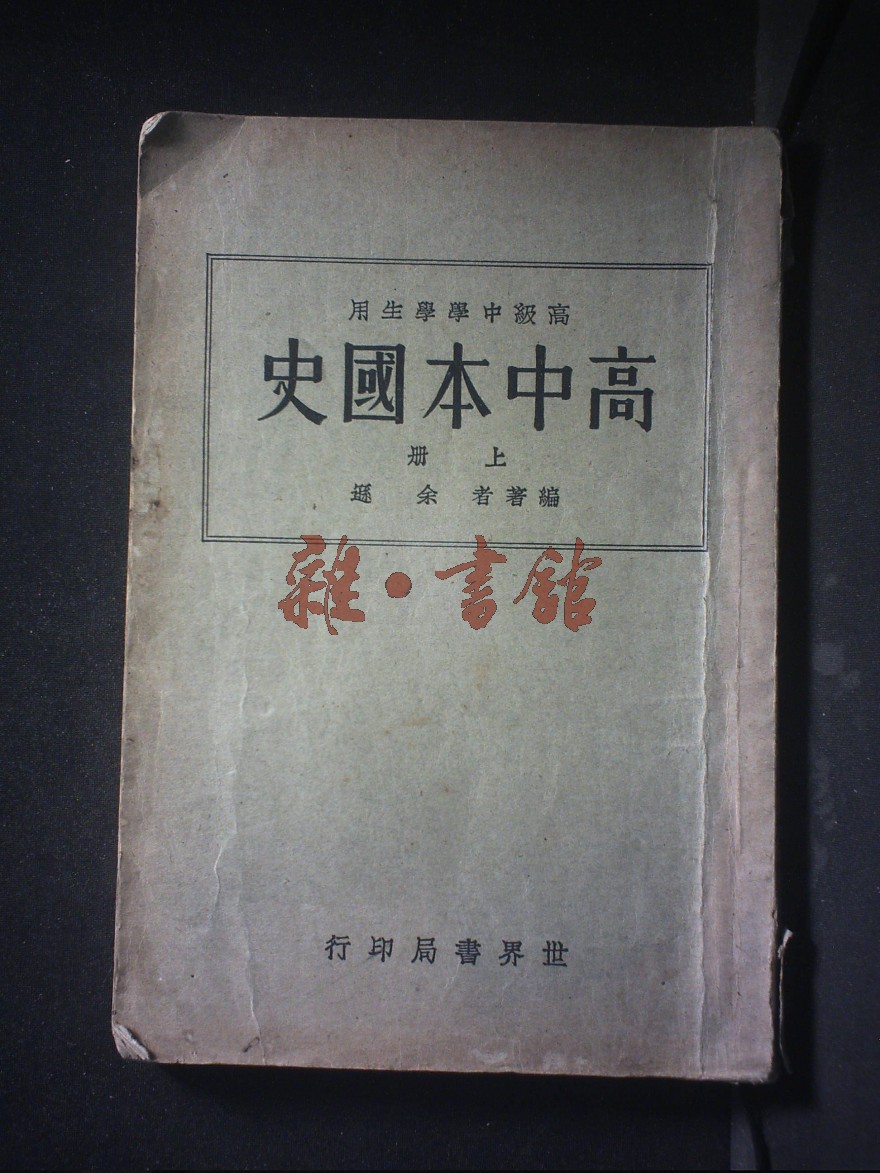 高級中學學生用
高中本國史
上册
編著者余遜
雜·書館
世界書局印行